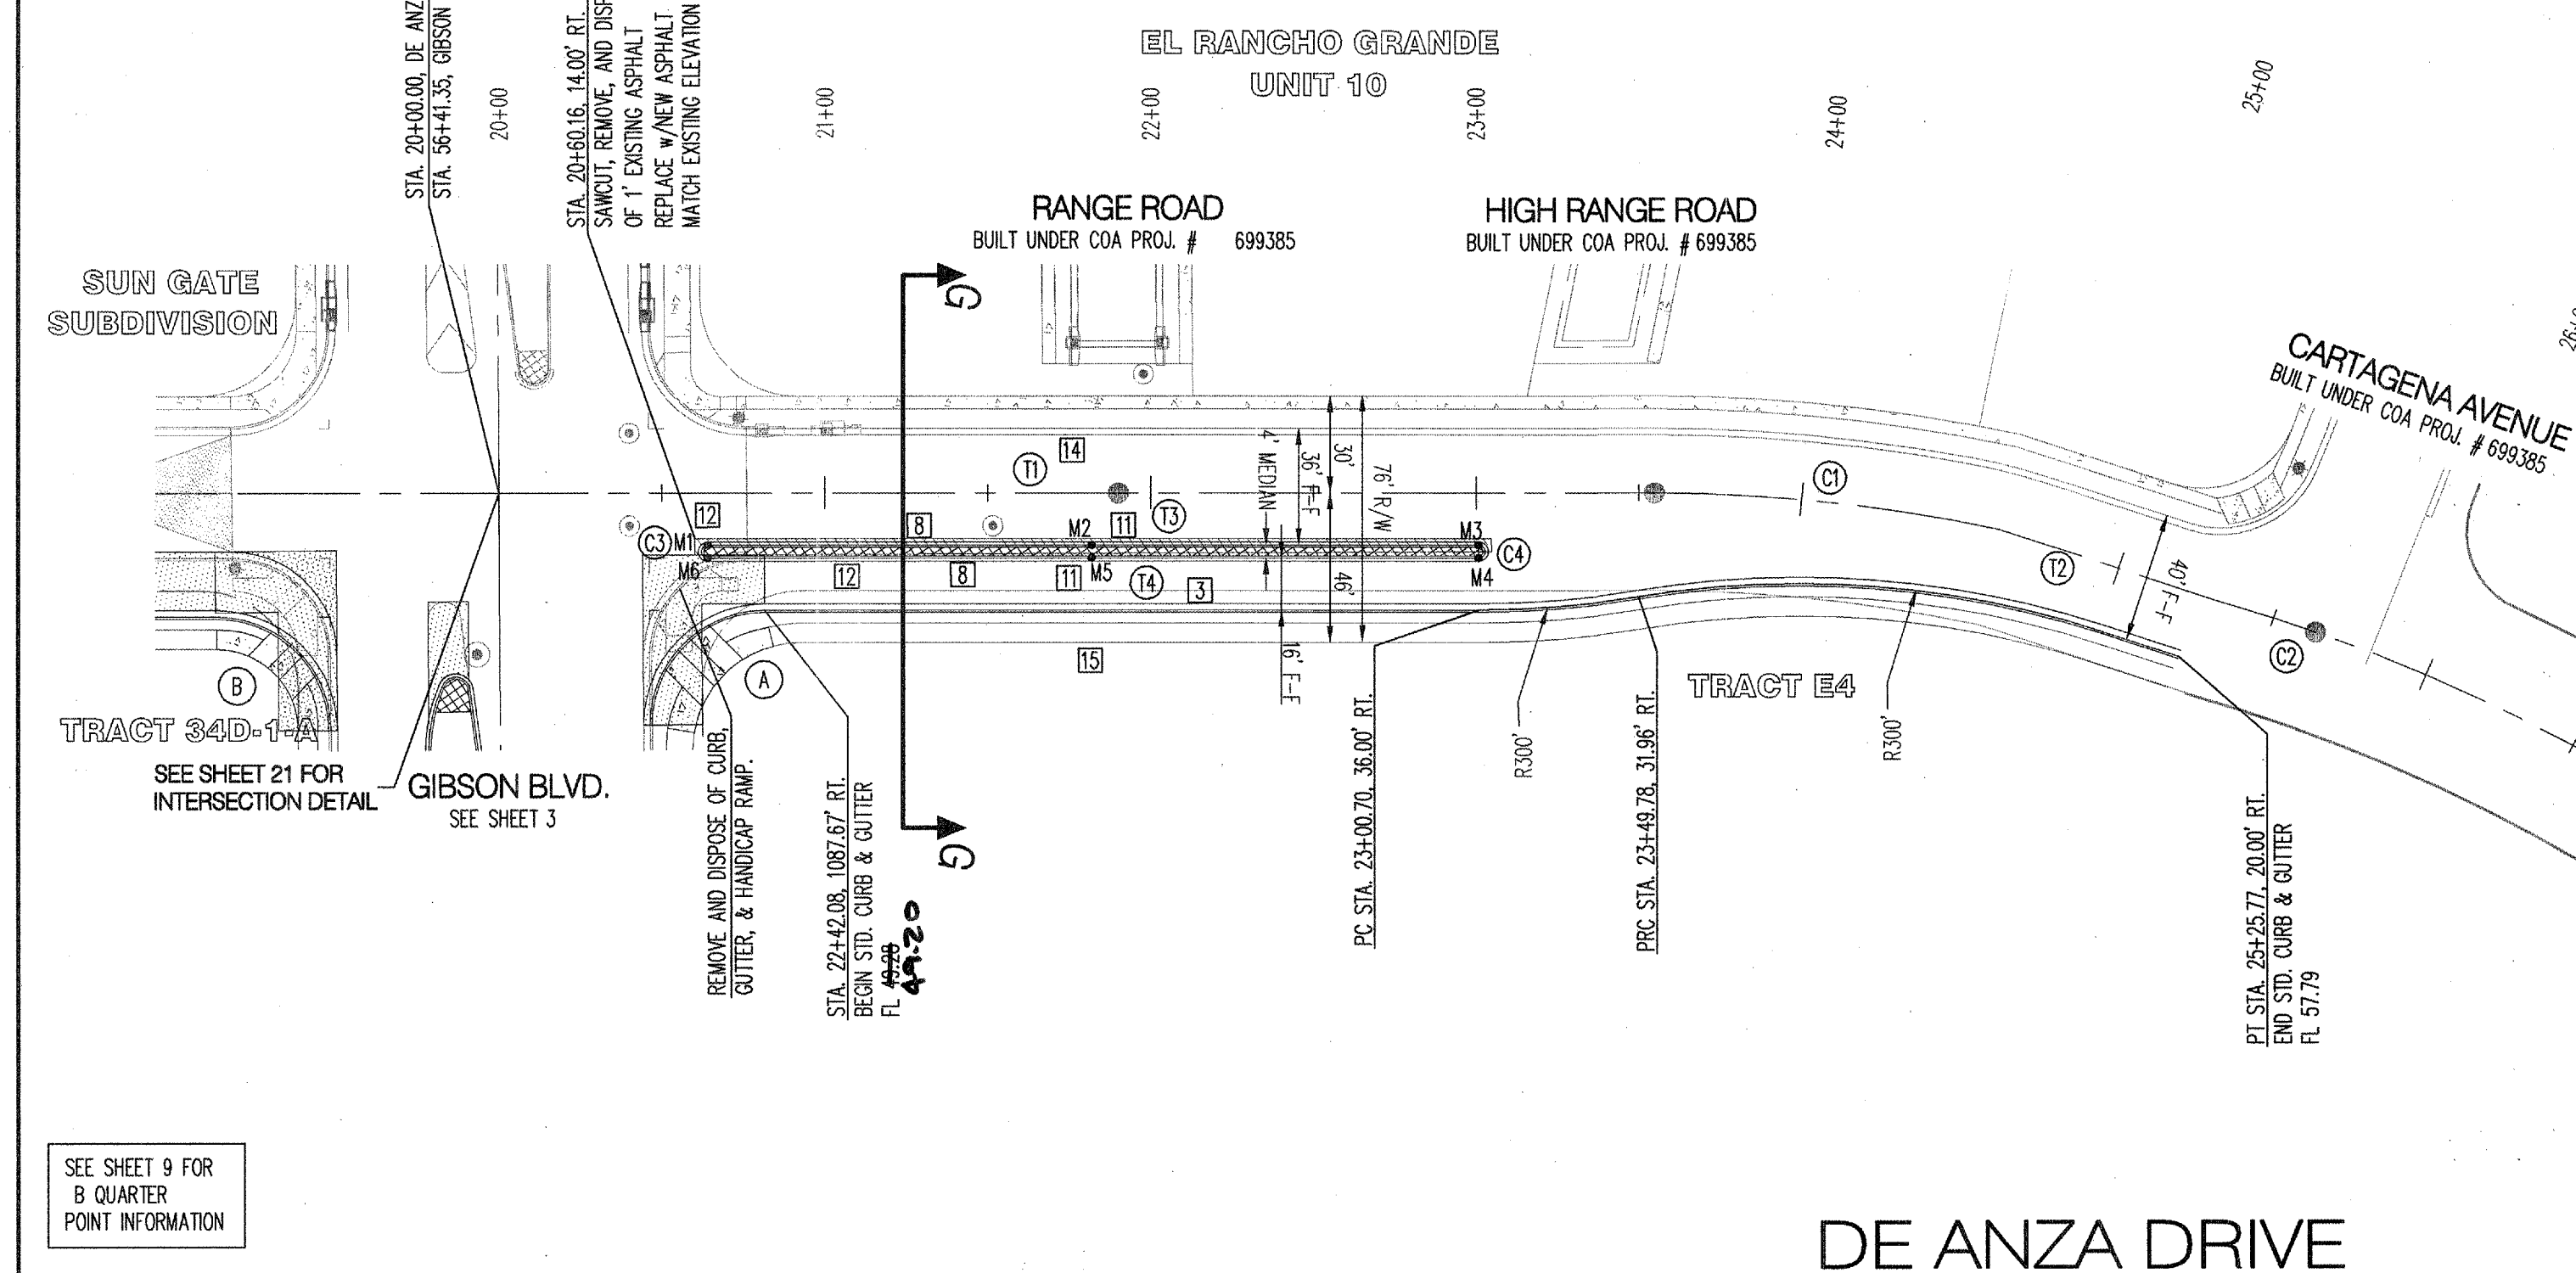 EL RANCHO GRANDE
UNIT 10
STA. 20+00.00, DE ANZ
STA. 56+41.35, GIBSON
20+00
STA. 20+60.16, 14.00' RT.
SAWCUT, REMOVE, AND DISP
OF 1' EXISTING ASPHALT
REPLACE w/NEW ASPHALT
MATCH EXISTING ELEVATION
21+00
22+00
23+00
24+00
25+00
RANGE ROAD
BUILT UNDER COA PROJ. # 699385
HIGH RANGE ROAD
BUILT UNDER COA PROJ. # 699385
SUN GATE
SUBDIVISION
G
CARTAGENA AVENUE
BUILT UNDER COA PROJ. # 699385
14
T1
4' MEDIAN
36' F-F
30'
76' R/W
C1
12
8
M2
11
T3
M3
C3
M1
C4
M6
12
8
11
M5
T4
3
46'
M4
T2
40' F-F
16' F-F
15
B
A
C2
TRACT E4
TRACT 34D-1-A
SEE SHEET 21 FOR
INTERSECTION DETAIL
GIBSON BLVD.
SEE SHEET 3
REMOVE AND DISPOSE OF CURB,
GUTTER, & HANDICAP RAMP.
STA. 22+42.08, 1087.67' RT.
BEGIN STD. CURB & GUTTER
FL 49.20
G
PC STA. 23+00.70, 36.00' RT.
R300'
PRC STA. 23+49.78, 31.96' RT.
R300'
PT STA. 25+25.77, 20.00' RT.
END STD. CURB & GUTTER
FL 57.79
SEE SHEET 9 FOR
B QUARTER
POINT INFORMATION
DE ANZA DRIVE